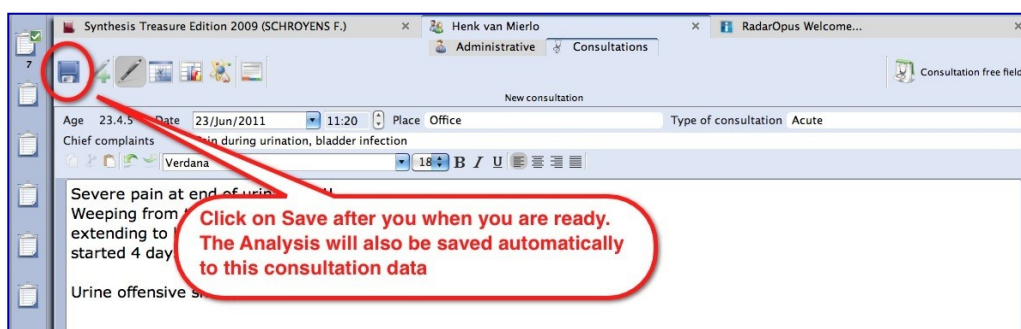 Synthesis Treasure Edition 2009 (SCHROYENS F.)
Henk van Mierlo
RadarOpus Welcome...
Administrative
Consultations
7
Consultation free field
New consultation
Age 23.4.5 Date 23/Jun/2011 11:20 Place Office Type of consultation Acute
Chief complaints Pain during urination, bladder infection
Verdana 18 B I U
Severe pain at end of
Weeping from
extending to
started 4 day
Urine offensive
Click on Save after you when you are ready.
The Analysis will also be saved automatically
to this consultation data